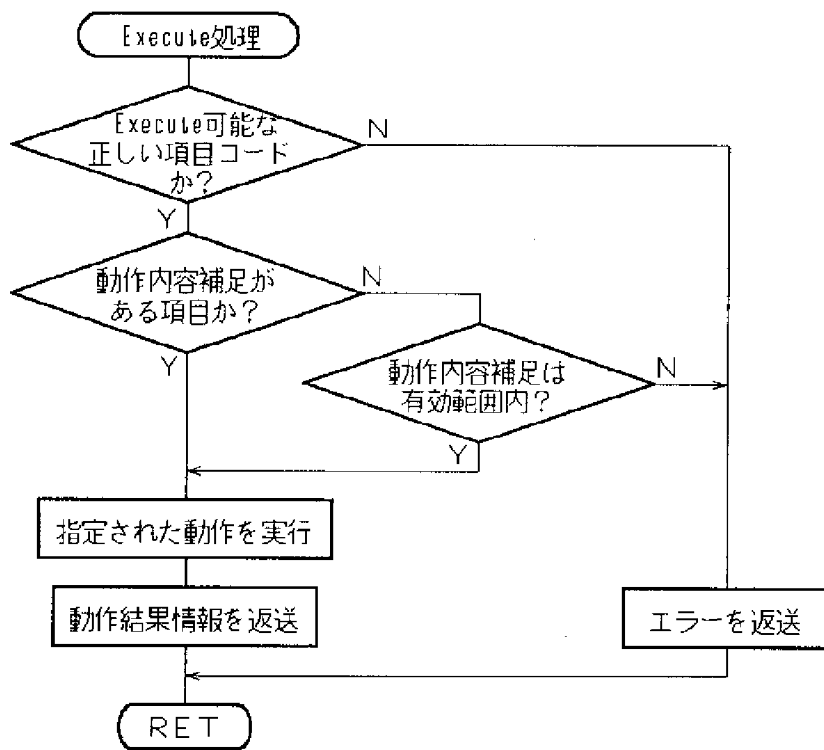 Execute処理
Execute可能な
正しい項目コード
か?
N
Y
動作内容補足が
ある項目か?
N
Y
動作内容補足は
有効範囲内?
N
Y
指定された動作を実行
動作結果情報を返送
エラーを返送
RET